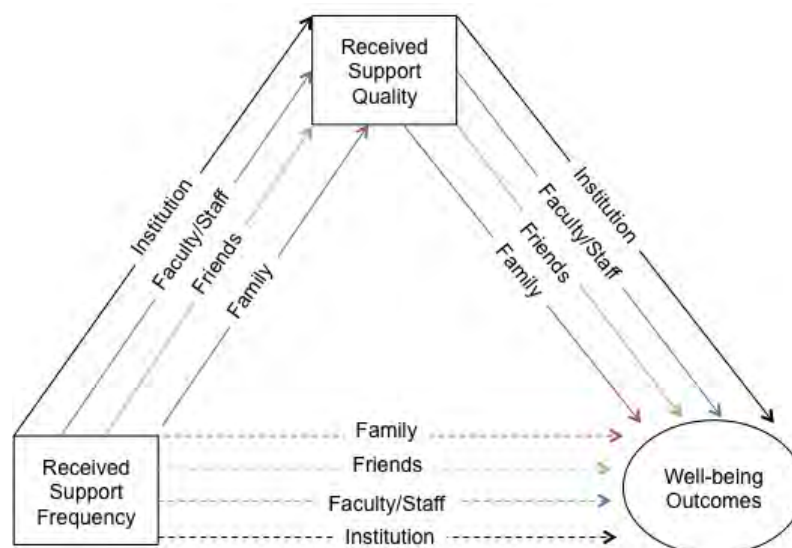 Received
Support
Quality
Institution
Faculty/Staff
Friends
Family
Family
Friends
Faculty/Staff
Institution
Received
Support
Frequency
Family
Friends
Faculty/Staff
Institution
Well-being
Outcomes